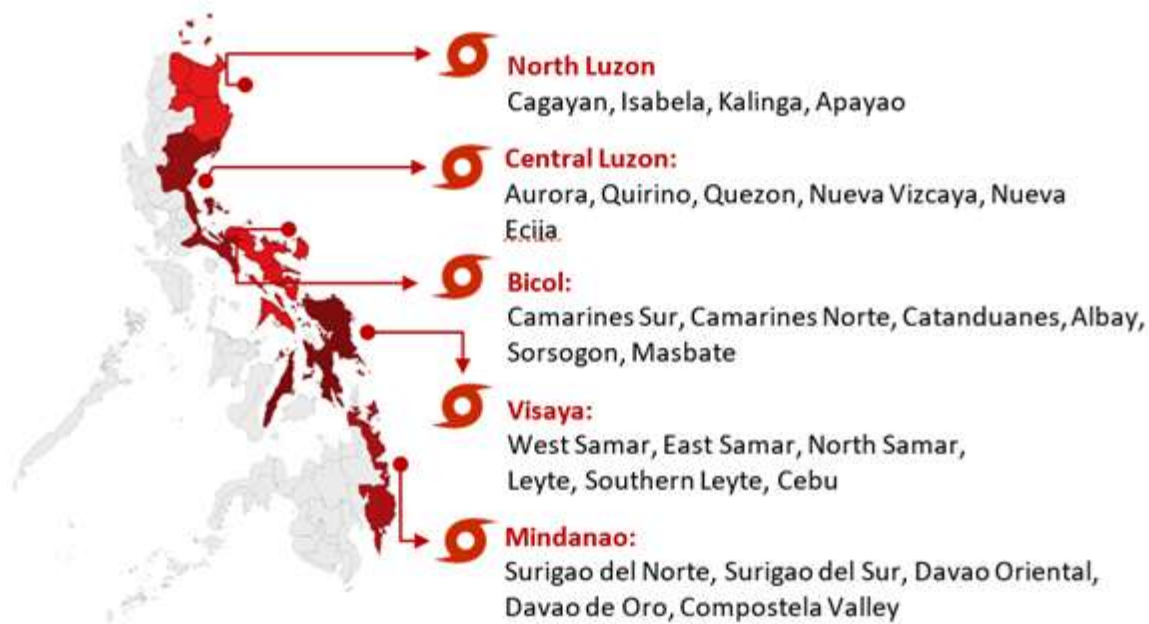 North Luzon
Cagayan, Isabela, Kalinga, Apayao
Central Luzon:
Aurora, Quirino, Quezon, Nueva Vizcaya, Nueva
Ecija
Bicol:
Camarines Sur, Camarines Norte, Catanduanes, Albay,
Sorsogon, Masbate
Visaya:
West Samar, East Samar, North Samar,
Leyte, Southern Leyte, Cebu
Mindanao:
Surigao del Norte, Surigao del Sur, Davao Oriental,
Davao de Oro, Compostela Valley